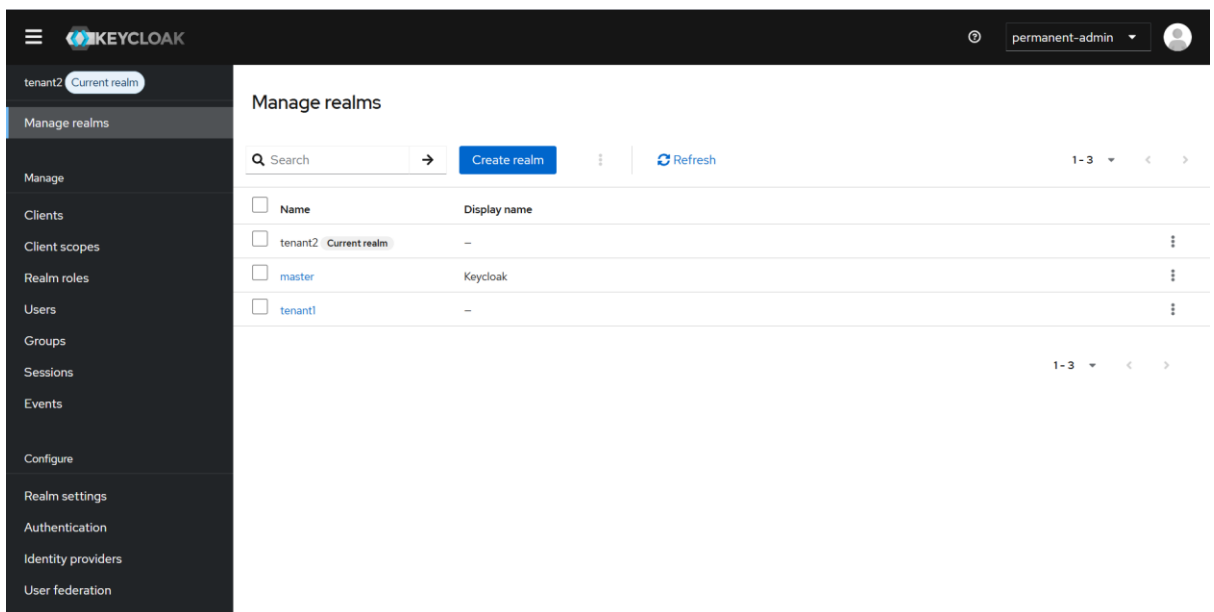 KEYCLOAK
permanent-admin
tenant2 Current realm
Manage realms
Manage
Clients
Client scopes
Realm roles
Users
Groups
Sessions
Events
Configure
Realm settings
Authentication
Identity providers
User federation
Manage realms
Search
Create realm
Refresh
1 - 3
Name Display name
tenant2 Current realm –
master Keycloak
tenant1 –
1 - 3